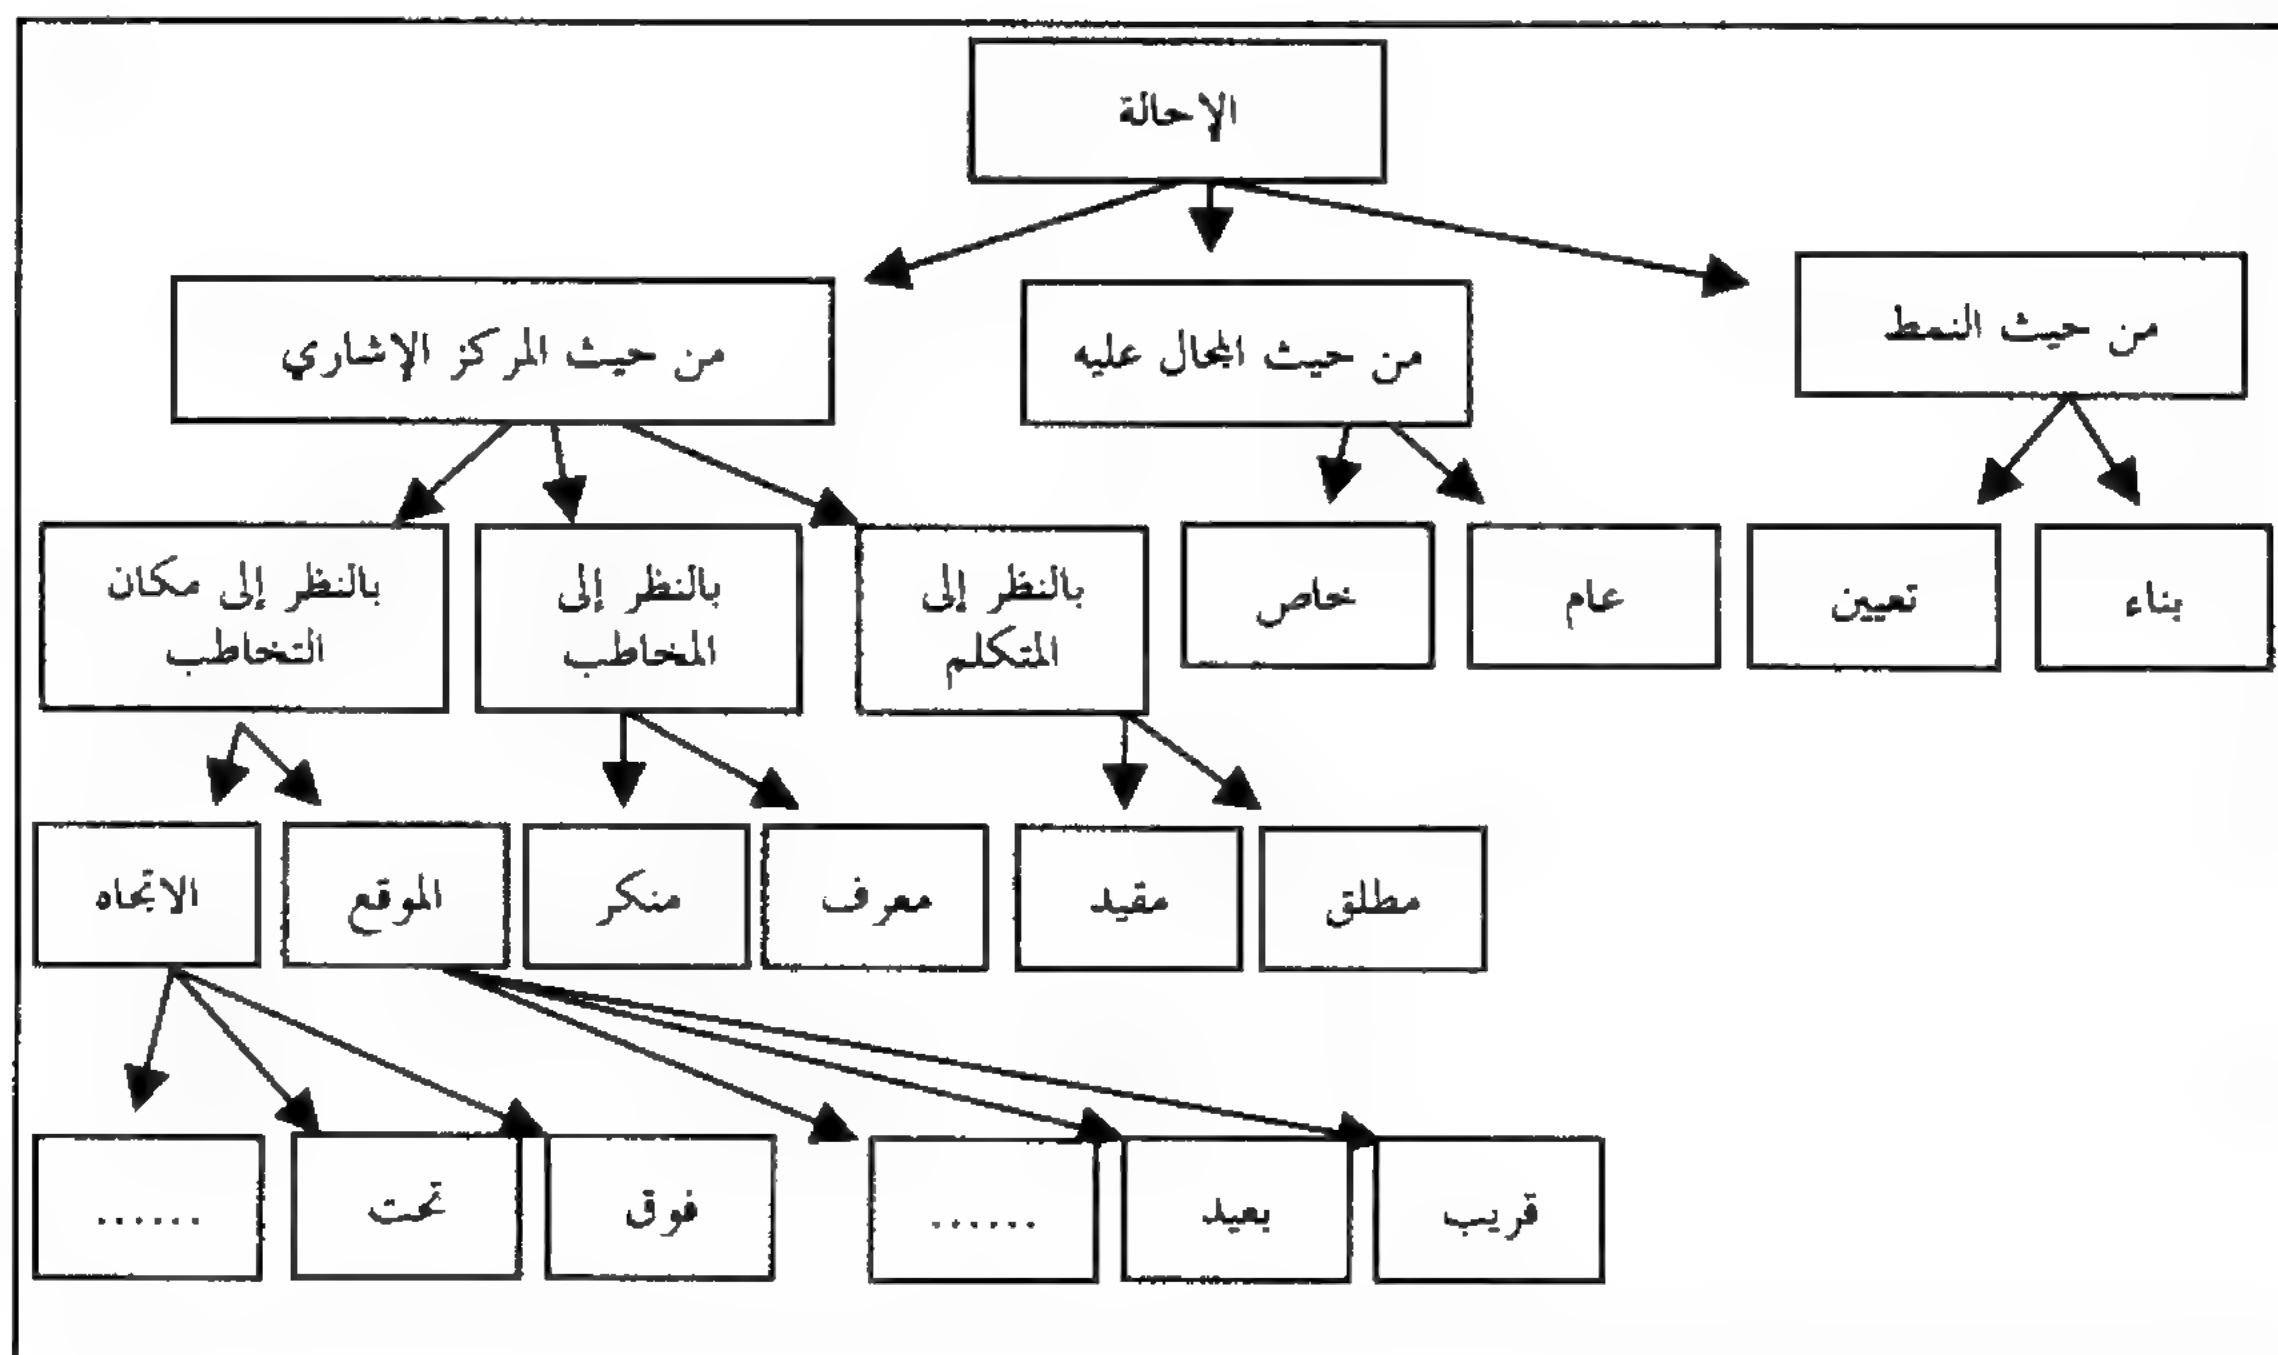 الإحالة
من حيث النمط
من حيث المحال عليه
من حيث المركز الإشاري
بناء
تعيين
عام
خاص
بالنظر إلى
المتكلم
بالنظر إلى
المخاطب
بالنظر إلى مكان
التخاطب
مطلق
مقيد
معرف
منكر
الموقع
الاتجاه
قريب
بعيد
......
فوق
تحت
......